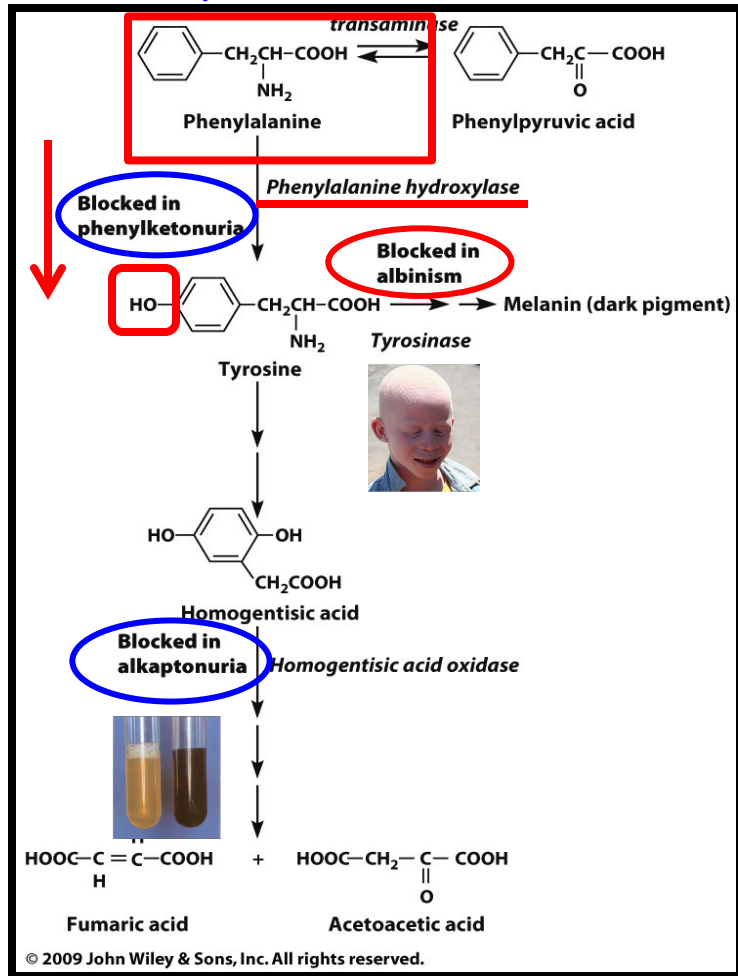 transaminase
CH2CH–COOH
NH2
Phenylalanine
CH2C–COOH
O
Phenylpyruvic acid
Phenylalanine hydroxylase
Blocked in
phenylketonuria
Blocked in
albinism
HO
CH2CH–COOH
NH2
Tyrosine
Tyrosinase
Melanin (dark pigment)
HO
OH
CH2COOH
Homogentisic acid
Blocked in
alkaptonuria
Homogentisic acid oxidase
H
HOOC–C=C–COOH
H
+
HOOC–CH2–C–COOH
O
Fumaric acid
Acetoacetic acid
© 2009 John Wiley & Sons, Inc. All rights reserved.